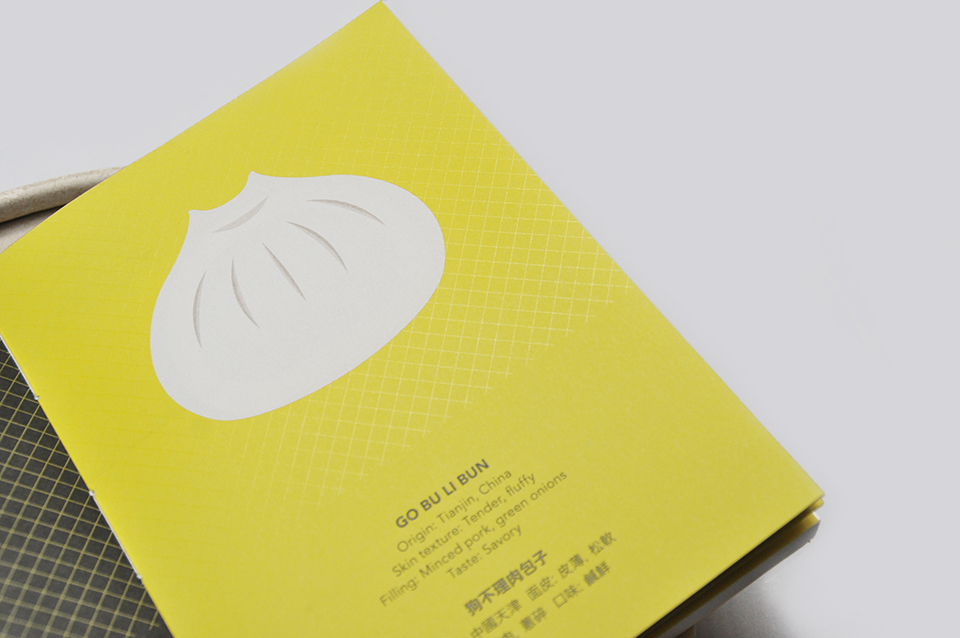 GO BU LI BUN
Origin: Tianjin, China
Skin texture: Tender, fluffy
Filling: Minced pork, green onions
Taste: Savory
狗不理肉包子
中國天津 面皮: 皮薄, 松軟
蔥碎 口味: 鹹鮮